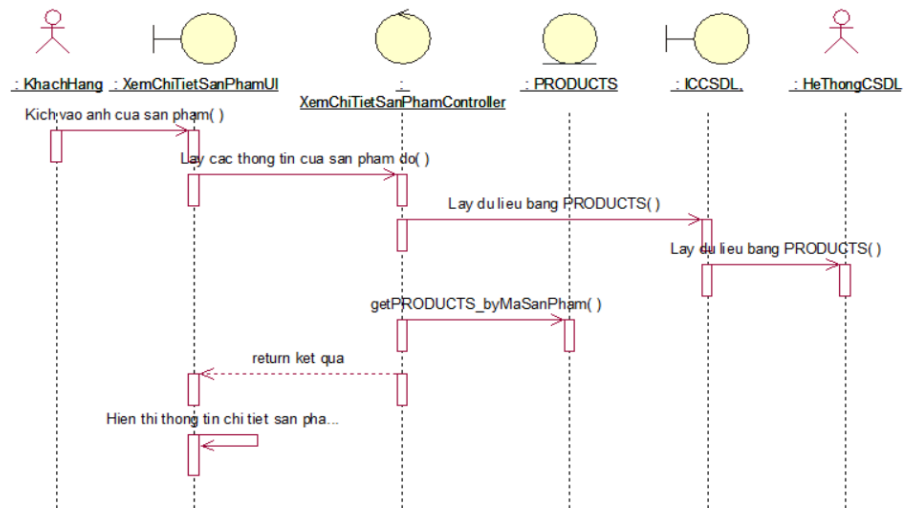 : KhachHang
: XemChiTietSanPhamUI
:
XemChiTietSanPhamController
: PRODUCTS
: ICCSDL,
: HeThongCSDL
Kich vao anh cua san pham( )
Lay cac thong tin cua san pham do( )
Lay du lieu bang PRODUCTS( )
Lay du lieu bang PRODUCTS( )
getPRODUCTS_byMaSanPham( )
return ket qua
Hien thi thong tin chi tiet san pha...